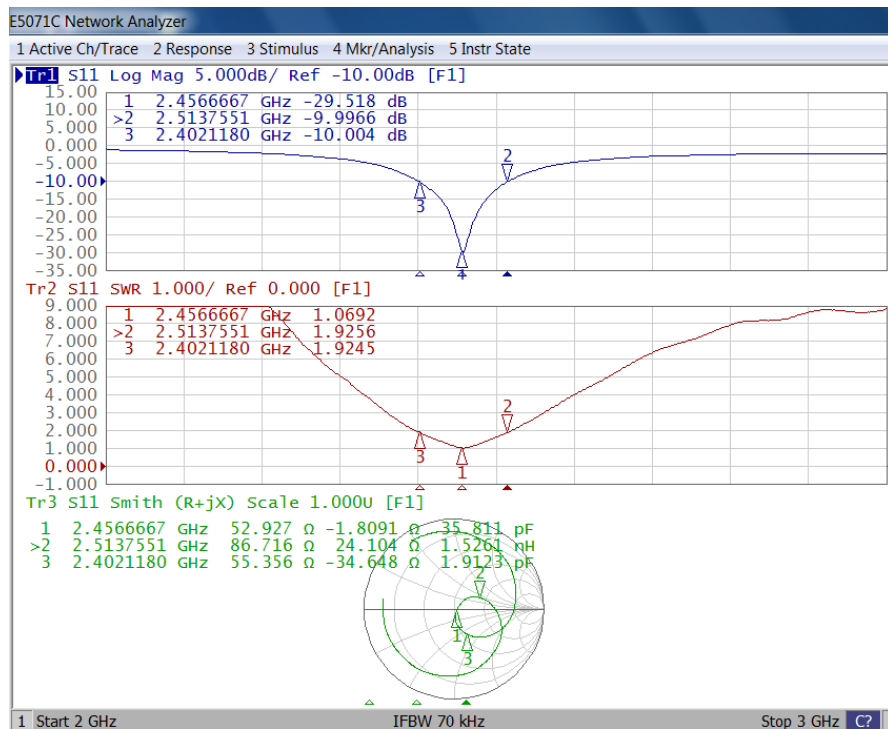 E5071C Network Analyzer
1 Active Ch/Trace 2 Response 3 Stimulus 4 Mkr/Analysis 5 Instr State
Tr1 S11 Log Mag 5.000dB/ Ref -10.00dB [F1]
15.00
10.00
5.000
0.000
-5.000
-10.00
-15.00
-20.00
-25.00
-30.00
-35.00
1 2.4566667 GHz -29.518 dB
>2 2.5137551 GHz -9.9966 dB
3 2.4021180 GHz -10.004 dB
2
3
1
Tr2 S11 SWR 1.000/ Ref 0.000 [F1]
9.000
8.000
7.000
6.000
5.000
4.000
3.000
2.000
1.000
0.000
-1.000
1 2.4566667 GHz 1.0692
>2 2.5137551 GHz 1.9256
3 2.4021180 GHz 1.9245
2
3
1
Tr3 S11 Smith (R+jX) Scale 1.000U [F1]
1 2.4566667 GHz 52.927 Ω -1.8091 Ω 35.811 pF
>2 2.5137551 GHz 86.716 Ω 24.104 Ω 1.5261 nH
3 2.4021180 GHz 55.356 Ω -34.648 Ω 1.9123 pF
2
1
3
1 Start 2 GHz IFBW 70 kHz Stop 3 GHz C?